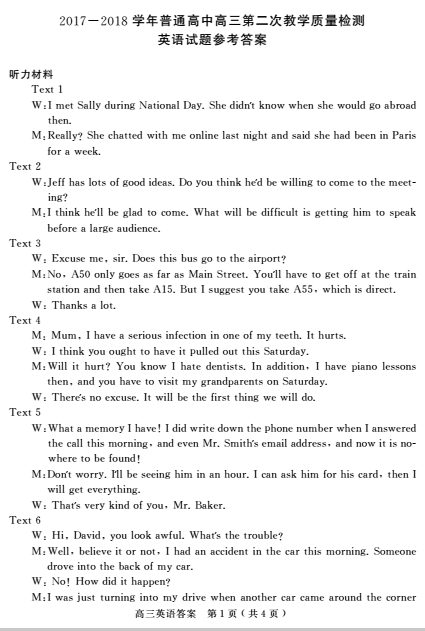 2017—2018 学年普通高中高三第二次教学质量检测
英语试题参考答案
听力材料
Text 1
W:I met Sally during National Day. She didn't know when she would go abroad
then.
M:Really? She chatted with me online last night and said she had been in Paris
for a week.
Text 2
W:Jeff has lots of good ideas. Do you think he'd be willing to come to the meet-
ing?
M:I think he'll be glad to come. What will be difficult is getting him to speak
before a large audience.
Text 3
W: Excuse me, sir. Does this bus go to the airport?
M:No, A50 only goes as far as Main Street. You'll have to get off at the train
station and then take A15. But I suggest you take A55, which is direct.
W: Thanks a lot.
Text 4
M: Mum, I have a serious infection in one of my teeth. It hurts.
W: I think you ought to have it pulled out this Saturday.
M:Will it hurt? You know I hate dentists. In addition, I have piano lessons
then, and you have to visit my grandparents on Saturday.
W: There's no excuse. It will be the first thing we will do.
Text 5
W:What a memory I have! I did write down the phone number when I answered
the call this morning, and even Mr. Smith's email address, and now it is no-
where to be found!
M:Don't worry. I'll be seeing him in an hour. I can ask him for his card, then I
will get everything.
W: That's very kind of you, Mr. Baker.
Text 6
W: Hi, David, you look awful. What's the trouble?
M:Well, believe it or not, I had an accident in the car this morning. Someone
drove into the back of my car.
W: No! How did it happen?
M:I was just turning into my drive when another car came around the corner
高三英语答案 第1页(共4页)